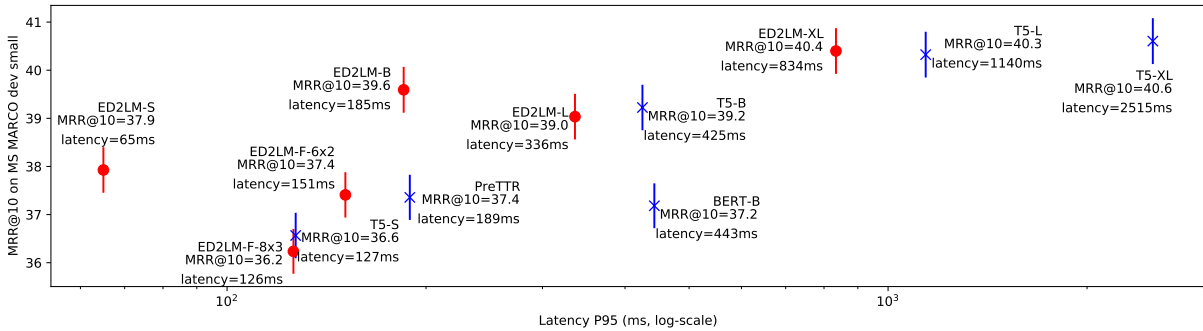 MRR@10 on MS MARCO dev small
41
40
39
38
37
36
ED2LM-S
MRR@10=37.9
latency=65ms
ED2LM-B
MRR@10=39.6
latency=185ms
ED2LM-F-6x2
MRR@10=37.4
latency=151ms
ED2LM-F-8x3
MRR@10=36.2
latency=126ms
T5-S
MRR@10=36.6
latency=127ms
PreTTR
MRR@10=37.4
latency=189ms
ED2LM-L
MRR@10=39.0
latency=336ms
T5-B
MRR@10=39.2
latency=425ms
BERT-B
MRR@10=37.2
latency=443ms
ED2LM-XL
MRR@10=40.4
latency=834ms
T5-L
MRR@10=40.3
latency=1140ms
T5-XL
MRR@10=40.6
latency=2515ms
10²
10³
Latency P95 (ms, log-scale)